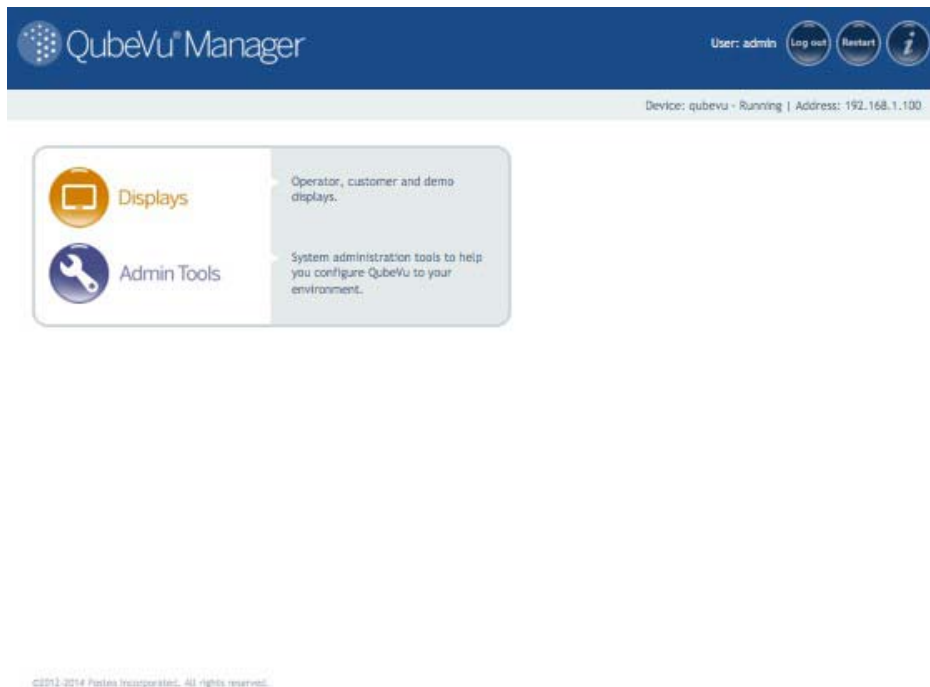 QubeVu® Manager
User: admin
Log out
Restart
i
Device: qubevu - Running | Address: 192.168.1.100
Displays
Operator, customer and demo
displays.
Admin Tools
System administration tools to help
you configure QubeVu to your
environment.
©2012-2014 Postea Incorporated. All rights reserved.